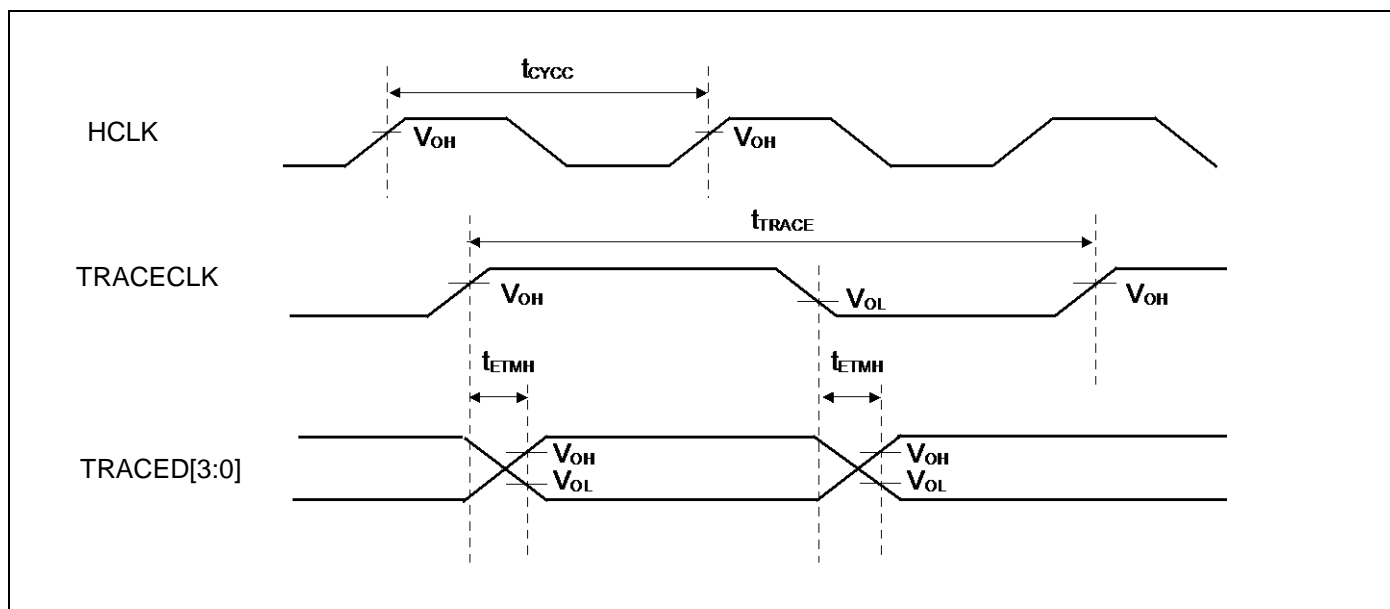 tCYCC
HCLK
VOH
VOH
tTRACE
TRACECLK
VOH
VOL
VOH
tETMH
tETMH
TRACED[3:0]
VOH
VOH
VOL
VOL